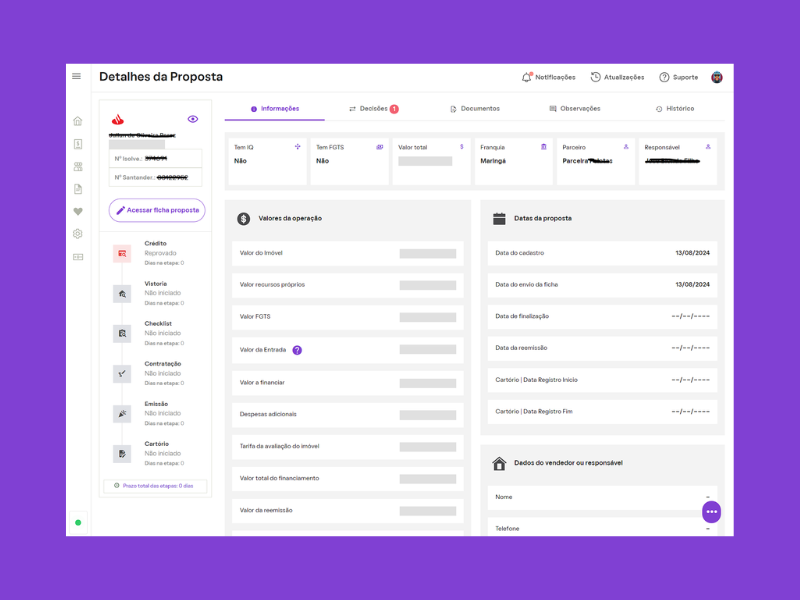 Detalhes da Proposta
Notificações
Atualizações
Suporte
Informações
Decisões 1
Documentos
Observações
Histórico
Nº Isolve.:
Nº Santander.:
Acessar ficha proposta
Crédito
Reprovado
Dias na etapa: 0
Vistoria
Não iniciado
Dias na etapa: 0
Checklist
Não iniciado
Dias na etapa: 0
Contratação
Não iniciado
Dias na etapa: 0
Emissão
Não iniciado
Dias na etapa: 0
Cartório
Não iniciado
Dias na etapa: 0
Prazo total das etapas: 0 dias
Tem IQ
Não
Tem FGTS
Não
Valor total
$
Franquia
Maringá
Parceiro
Parceira
Responsável
$ Valores da operação
Valor do imóvel
Valor recursos próprios
Valor FGTS
Valor da Entrada ?
Valor a financiar
Despesas adicionais
Tarifa da avaliação do imóvel
Valor total do financiamento
Valor da reemissão
Datas da proposta
Data do cadastro 13/08/2024
Data do envio da ficha 13/08/2024
Data de finalização --/--/----
Data da reemissão --/--/----
Cartório | Data Registro Início --/--/----
Cartório | Data Registro Fim --/--/----
Dados do vendedor ou responsável
Nome -
Telefone -